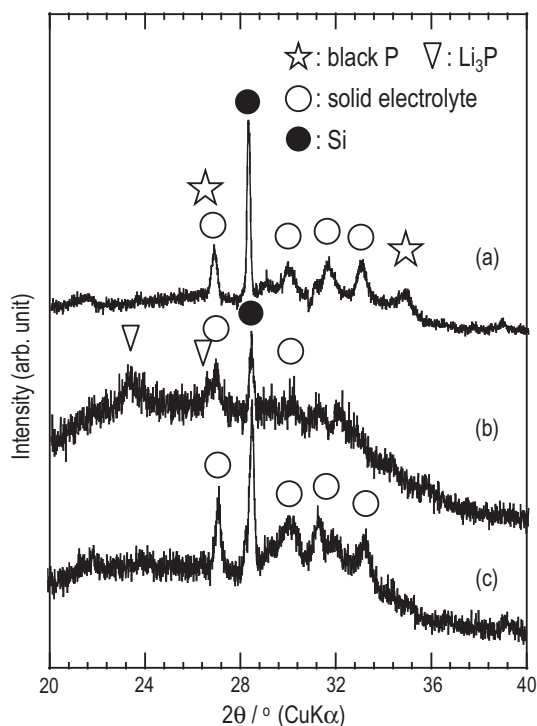 : black P
: Li₃P
: solid electrolyte
: Si
(a)
(b)
(c)
Intensity (arb. unit)
20 24 28 32 36 40
2θ / ° (CuKα)